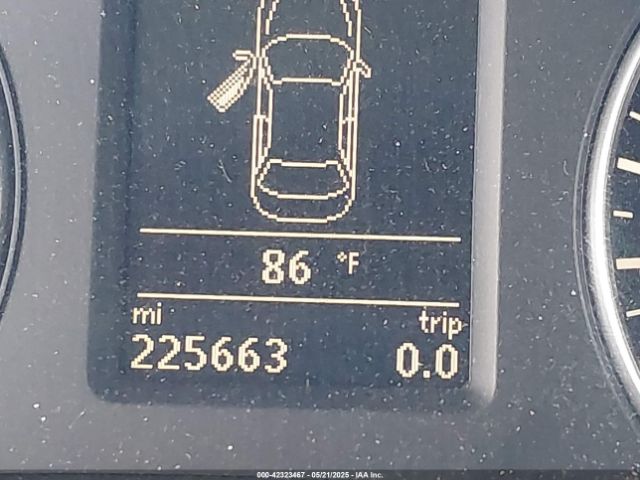 86 °F
mi trip
225663 0.0
000-42323467 - 05/21/2025 - IAA Inc.